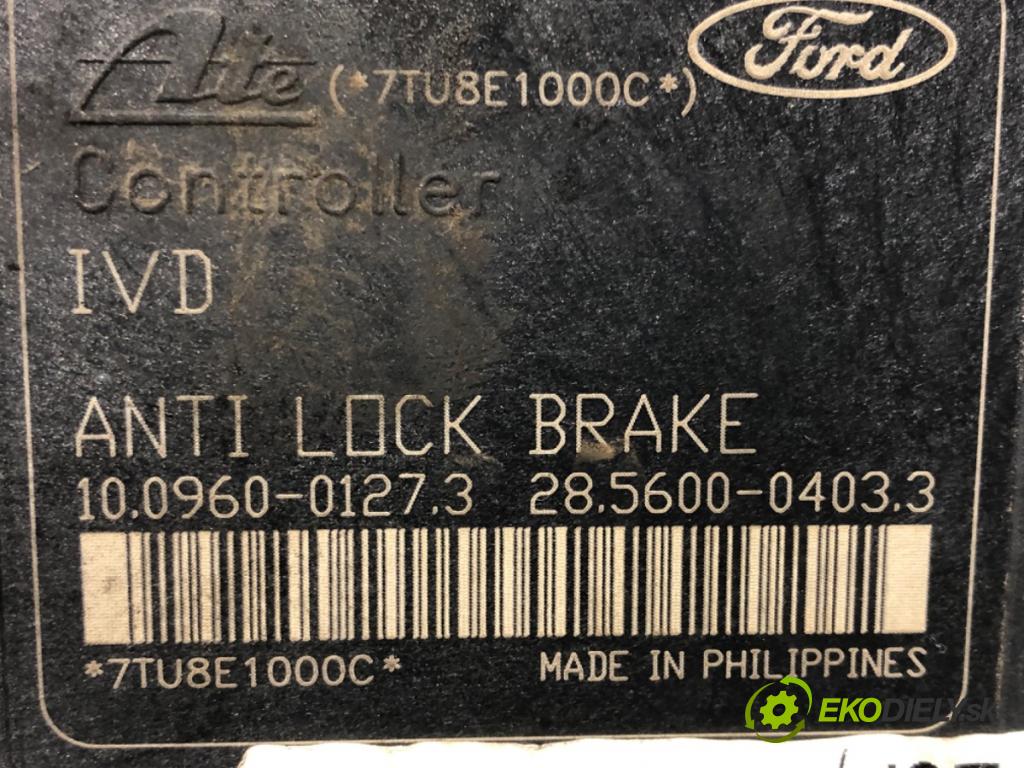 Ate (*7TU8E1000C*) Ford
Controller
IVD
ANTI LOCK BRAKE
10.0960-0127.3 28.5600-0403.3
*7TU8E1000C* MADE IN PHILIPPINES
EKODIELY.sk